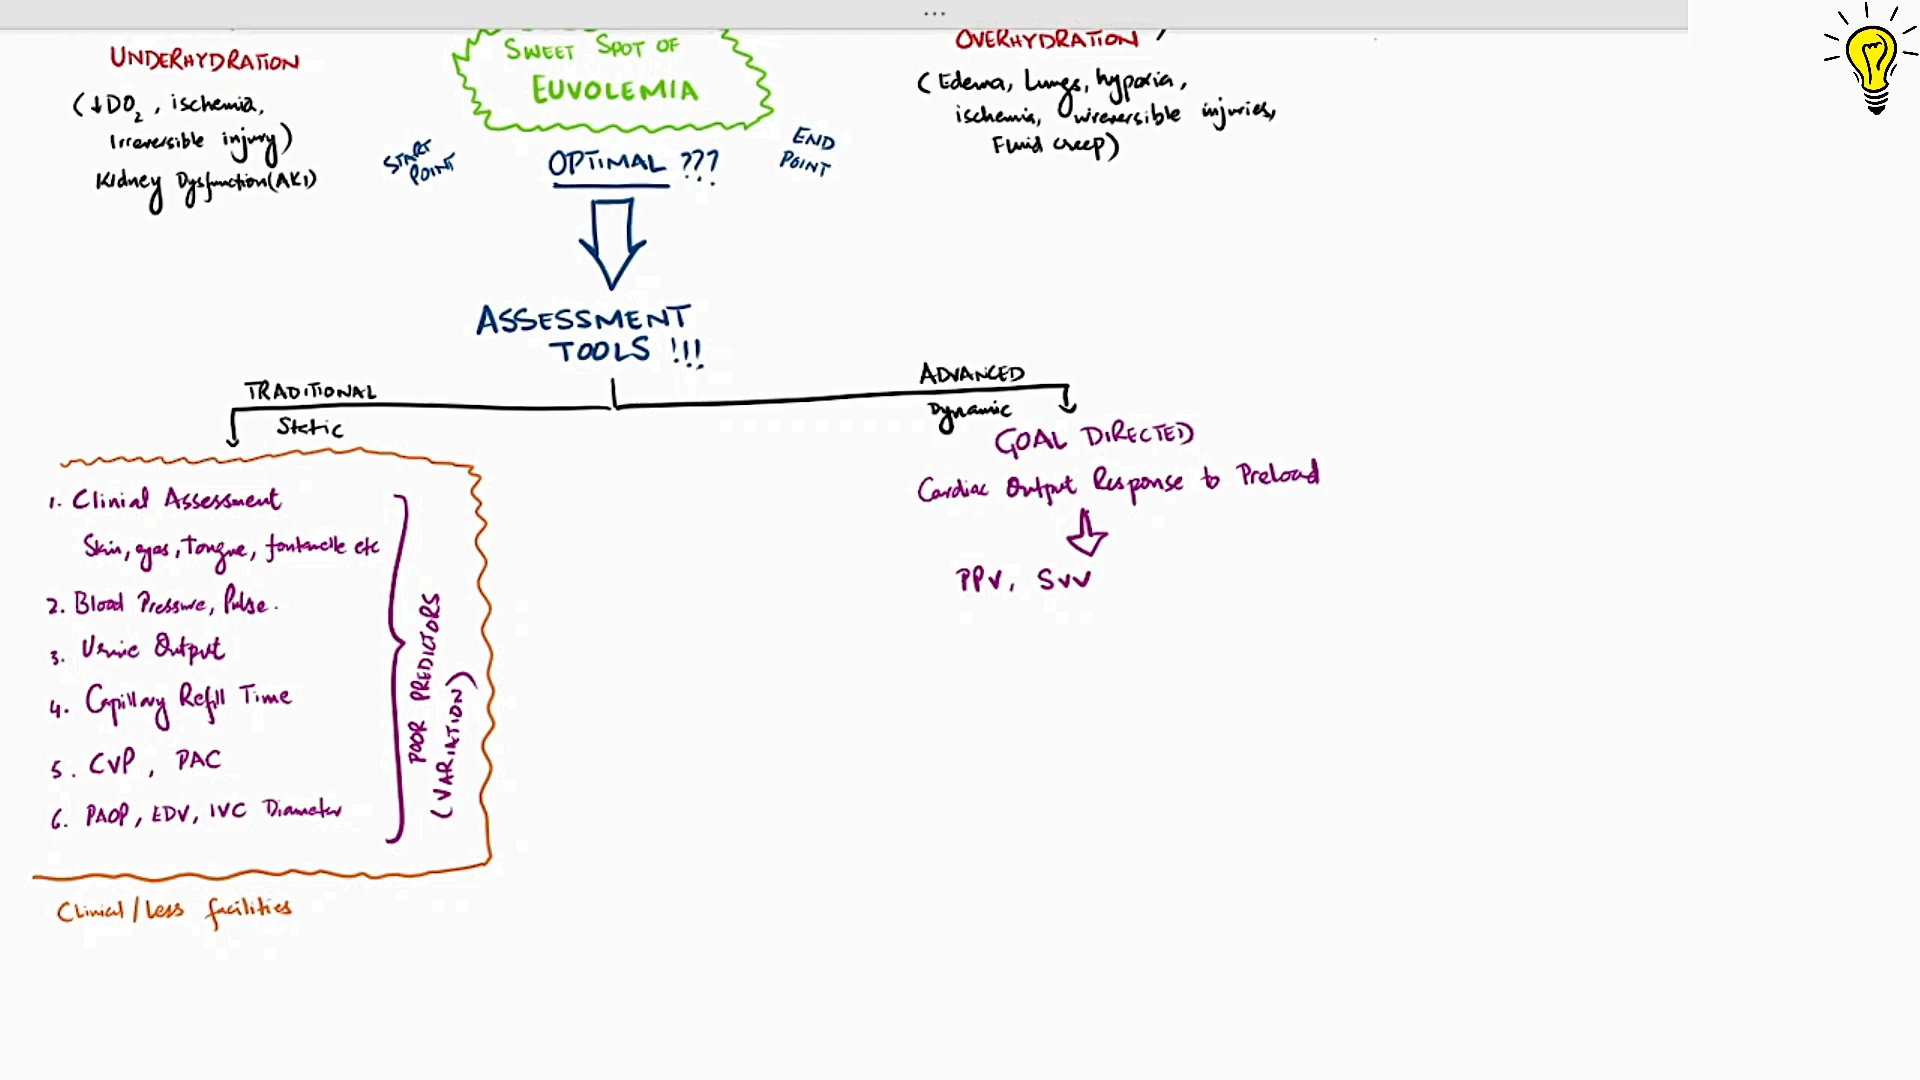 UNDERHYDRATION
(↓DO2, ischemia,
Irreversible injury)
Kidney Dysfunction(AKI)
SWEET SPOT OF
EUVOLEMIA
START POINT
OPTIMAL ???
END POINT
OVERHYDRATION
(Edema, Lungs, hypoxia,
ischemia, irreversible injuries,
Fluid creep)
ASSESSMENT
TOOLS !!!
TRADITIONAL
Static
ADVANCED
Dynamic
1. Clinial Assessment
Skin, eyes, Tongue, fontanelle etc
2. Blood Pressure, Pulse.
3. Urine Output
4. Capillary Refill Time
5. CVP, PAC
6. PAOP, EDV, IVC Diameter
POOR PREDICTORS
(VARIATION)
Clinical / Less facilities
GOAL DIRECTED
Cardiac Output Response to Preload
PPV, SVV